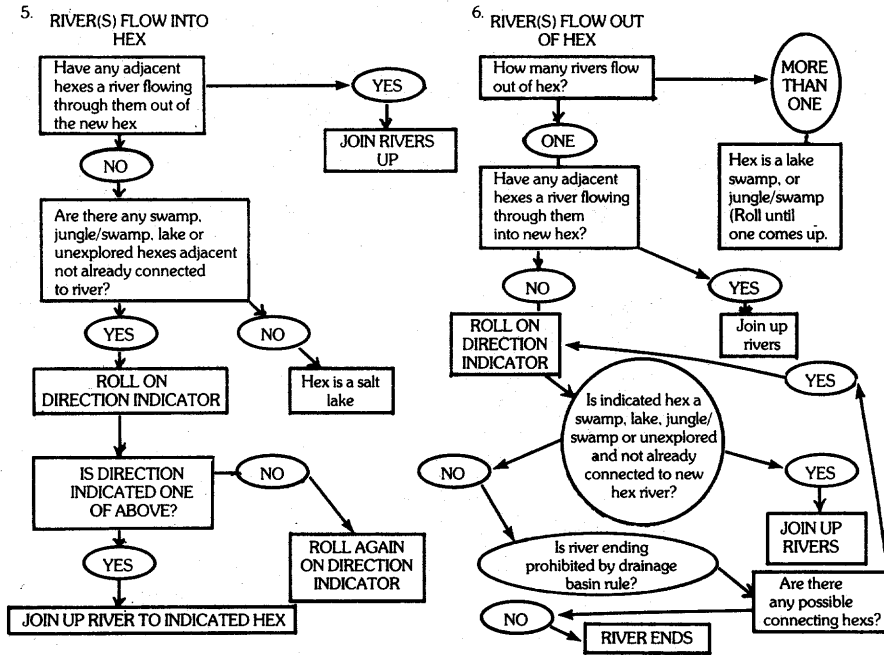 5.
RIVER(S) FLOW INTO
HEX
Have any adjacent
hexes a river flowing
through them out of
the new hex
YES
JOIN RIVERS
UP
NO
Are there any swamp,
jungle/swamp, lake or
unexplored hexes adjacent
not already connected
to river?
YES
NO
ROLL ON
DIRECTION INDICATOR
Hex is a salt
lake
IS DIRECTION
INDICATED ONE
OF ABOVE?
NO
YES
ROLL AGAIN
ON DIRECTION
INDICATOR
JOIN UP RIVER TO INDICATED HEX
6.
RIVER(S) FLOW OUT
OF HEX
How many rivers flow
out of hex?
MORE
THAN
ONE
ONE
Hex is a lake
swamp, or
jungle/swamp
(Roll until
one comes up.
Have any adjacent
hexes a river flowing
through them
into new hex?
NO
YES
Join up
rivers
ROLL ON
DIRECTION
INDICATOR
YES
Is indicated hex a
swamp, lake, jungle/
swamp or unexplored
and not already
connected to new
hex river?
NO
YES
JOIN UP
RIVERS
Is river ending
prohibited by drainage
basin rule?
Are there
any possible
connecting hexs?
NO
RIVER ENDS